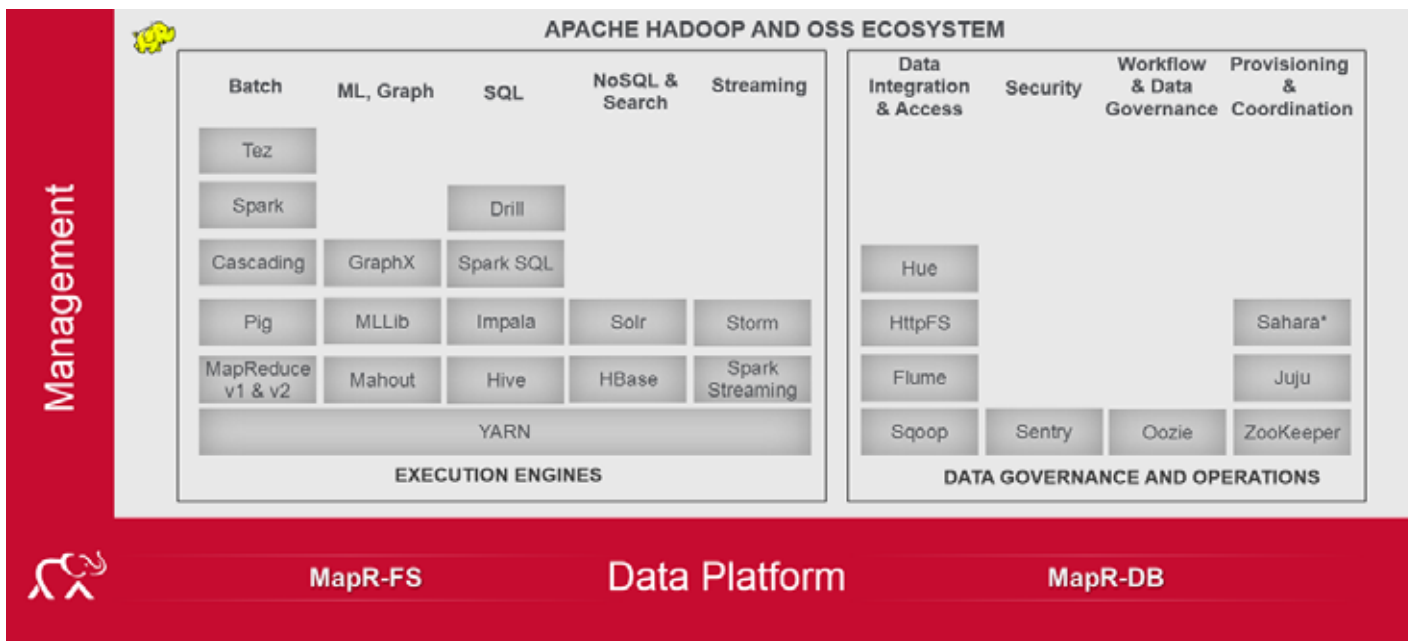 APACHE HADOOP AND OSS ECOSYSTEM
Batch
ML, Graph
SQL
NoSQL &
Search
Streaming
Tez
Spark
Drill
Cascading
GraphX
Spark SQL
Pig
MLLib
Impala
Solr
Storm
MapReduce
v1 & v2
Mahout
Hive
HBase
Spark
Streaming
YARN
EXECUTION ENGINES
Data
Integration
& Access
Security
Workflow
& Data
Governance
Provisioning
&
Coordination
Hue
HttpFS
Sahara*
Flume
Juju
Sqoop
Sentry
Oozie
ZooKeeper
DATA GOVERNANCE AND OPERATIONS
Management
MapR-FS
Data Platform
MapR-DB